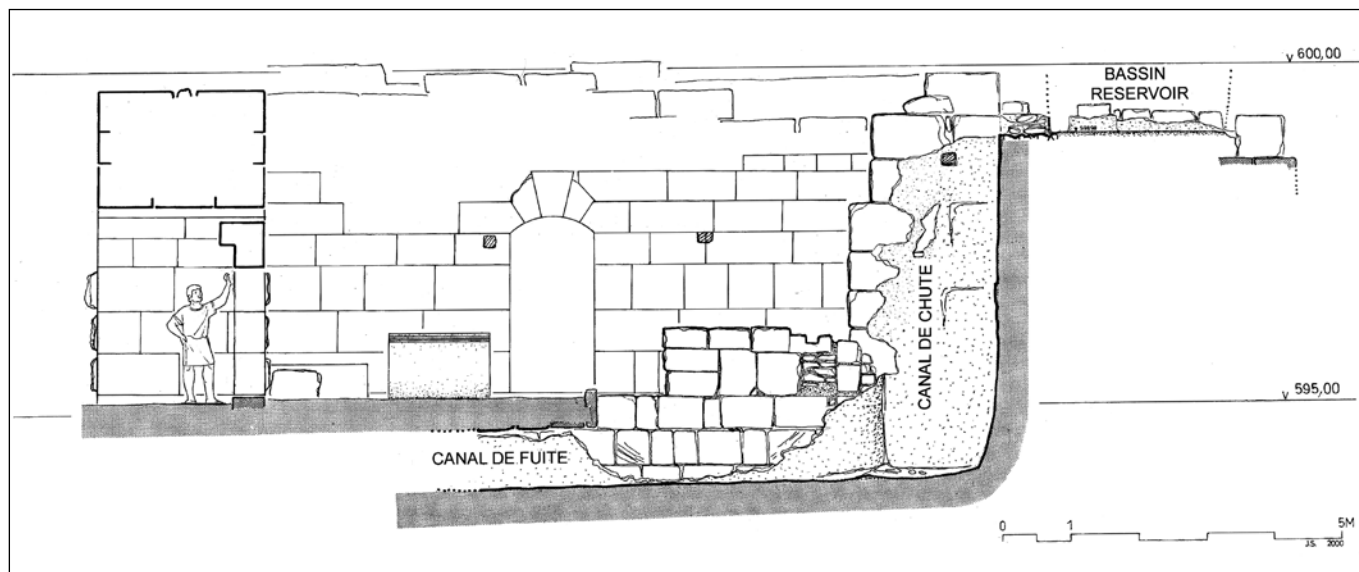 600,00
BASSIN
RESERVOIR
CANAL DE CHUTE
595,00
CANAL DE FUITE
0 1 5M
J.S. 2000